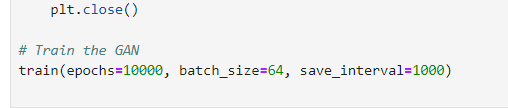 plt.close()
# Train the GAN
train(epochs=10000, batch_size=64, save_interval=1000)